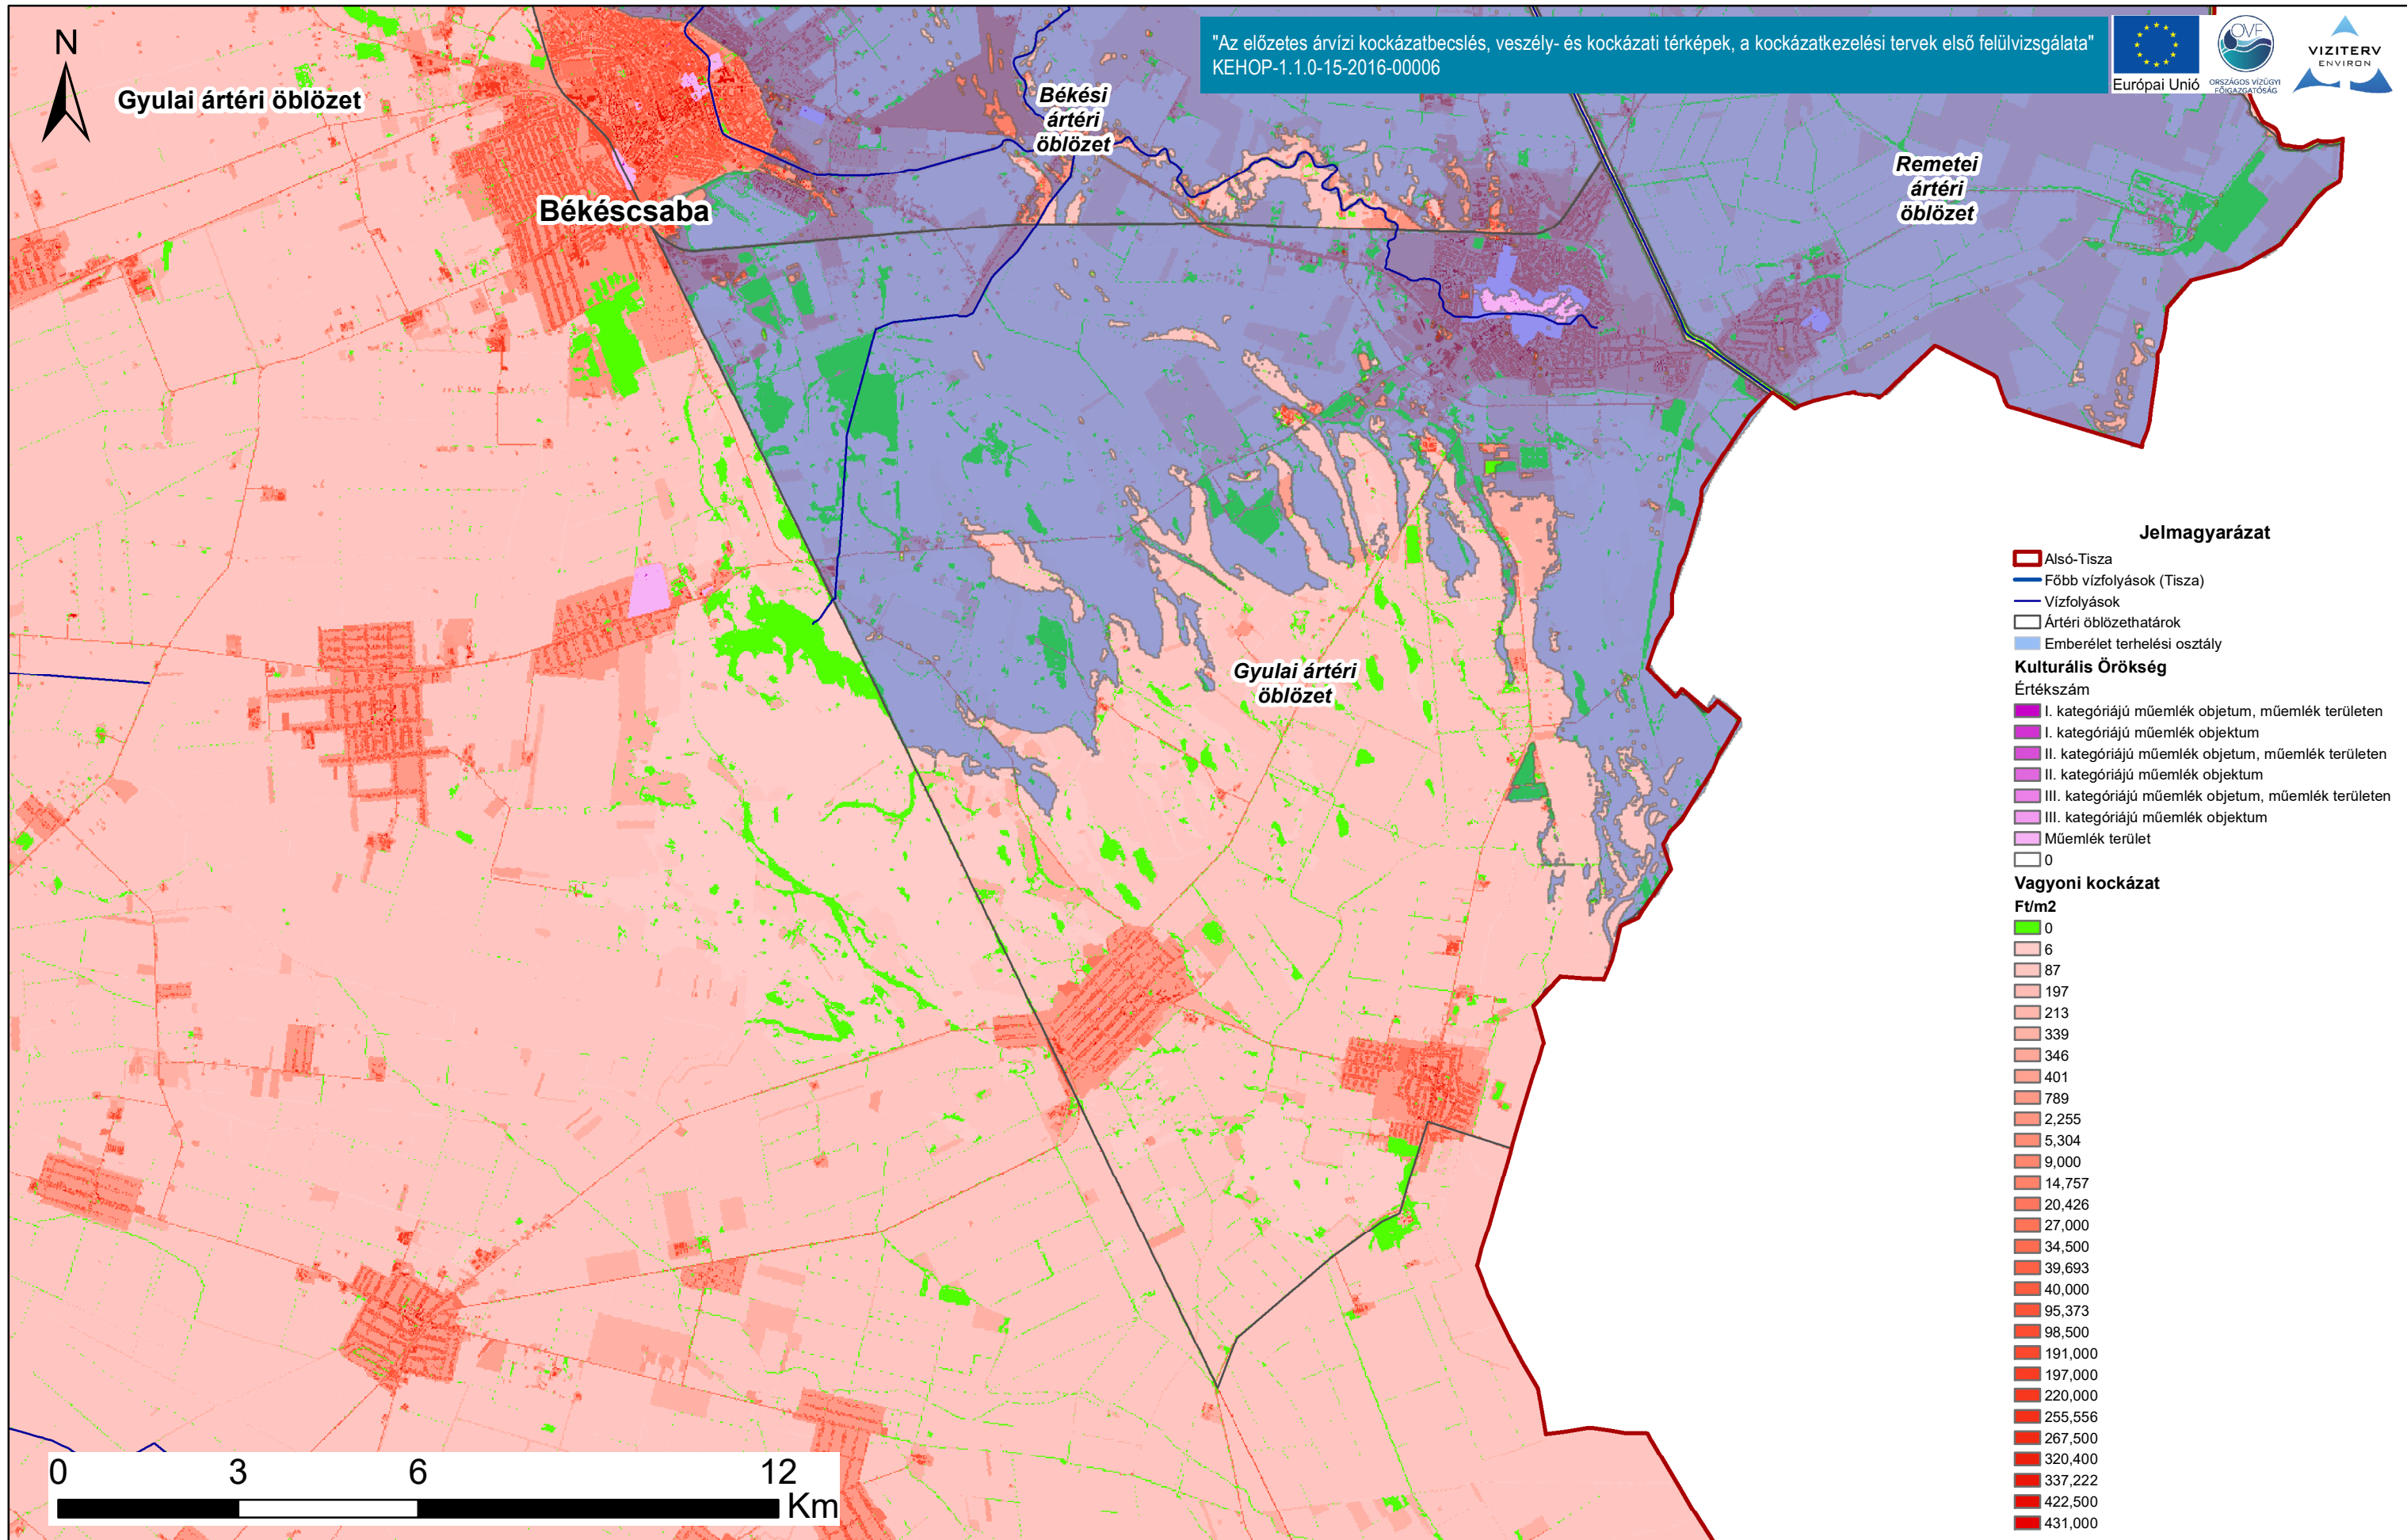 N
Gyulai ártéri öblözet
Békéscsaba
Békési
ártéri
öblözet
"Az előzetes árvízi kockázatbecslés, veszély- és kockázati térképek, a kockázatkezelési tervek első felülvizsgálata"
KEHOP-1.1.0-15-2016-00006
Európai Unió
OVF
ORSZÁGOS VÍZÜGYI
FŐIGAZGATÓSÁG
VIZITERV
ENVIRON
Remetei
ártéri
öblözet
Gyulai ártéri
öblözet
Jelmagyarázat
Alsó-Tisza
Főbb vízfolyások (Tisza)
Vízfolyások
Ártéri öblözethatárok
Emberélet terhelési osztály
Kulturális Örökség
Értékszám
I. kategóriájú műemlék objetum, műemlék területen
I. kategóriájú műemlék objektum
II. kategóriájú műemlék objetum, műemlék területen
II. kategóriájú műemlék objektum
III. kategóriájú műemlék objetum, műemlék területen
III. kategóriájú műemlék objektum
Műemlék terület
0
Vagyoni kockázat
Ft/m2
0
6
87
197
213
339
346
401
789
2,255
5,304
9,000
14,757
20,426
27,000
34,500
39,693
40,000
95,373
98,500
191,000
197,000
220,000
255,556
267,500
320,400
337,222
422,500
431,000
0 3 6 12
Km